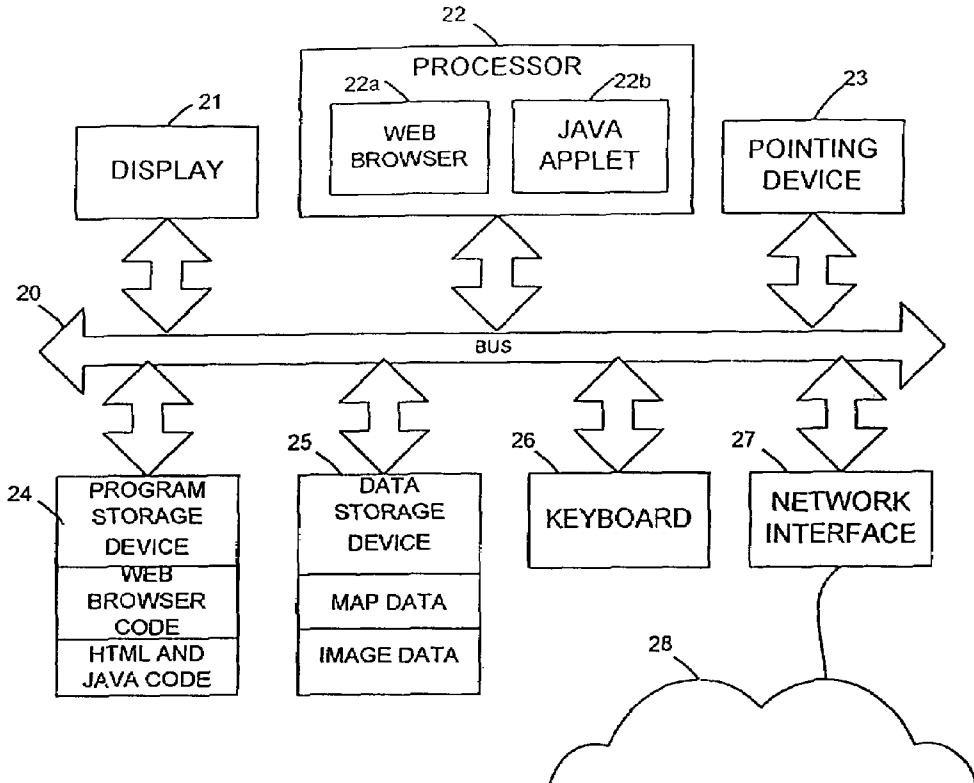 22
PROCESSOR
22a
22b
WEB
BROWSER
JAVA
APPLET
21
DISPLAY
23
POINTING
DEVICE
20
BUS
24
PROGRAM
STORAGE
DEVICE
WEB
BROWSER
CODE
HTML AND
JAVA CODE
25
DATA
STORAGE
DEVICE
MAP DATA
IMAGE DATA
26
KEYBOARD
27
NETWORK
INTERFACE
28